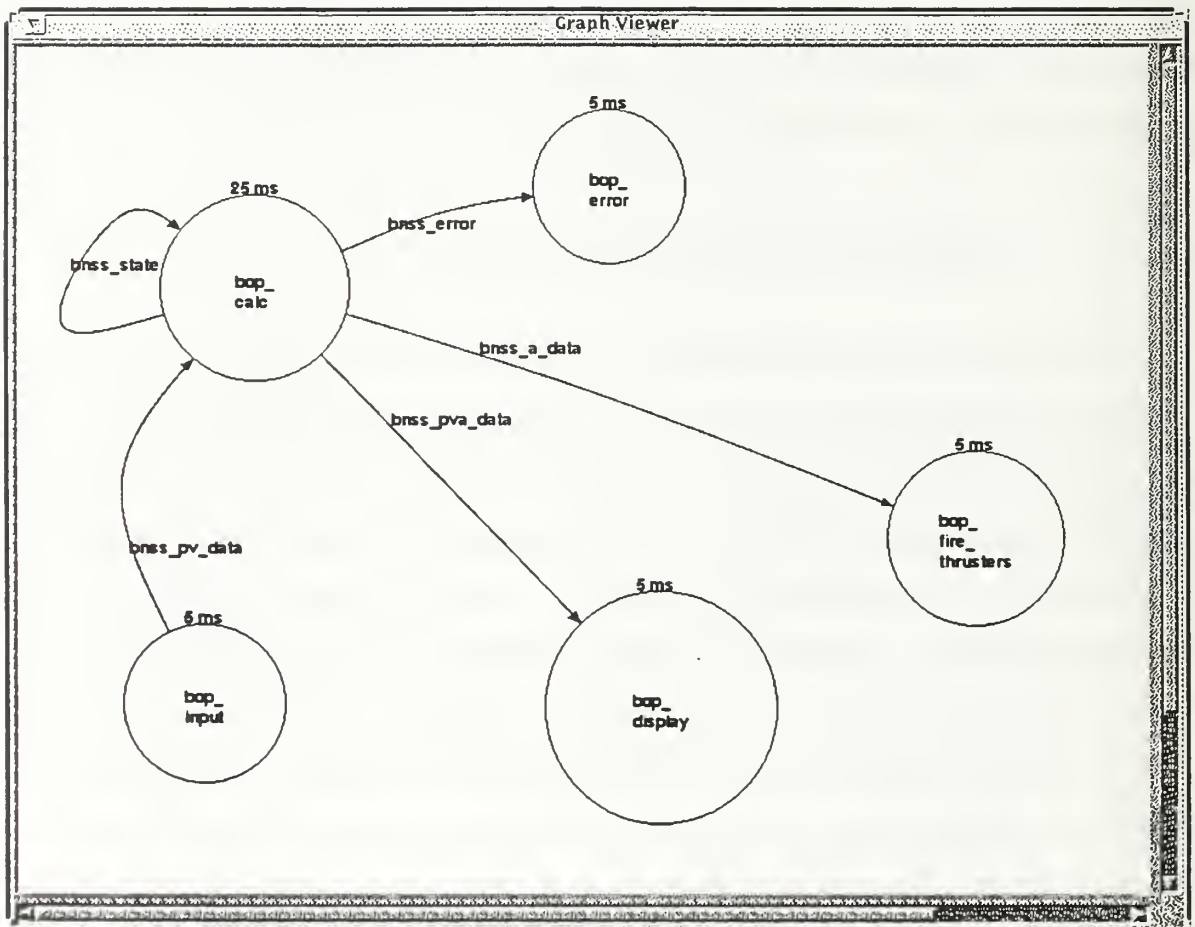 Graph Viewer
5 ms
bop_
error
25 ms
bnss_error
bnss_state
bop_
calc
bnss_a_data
bnss_pva_data
5 ms
bop_
fire_
thrusters
bnss_pv_data
5 ms
bop_
display
5 ms
bop_
input